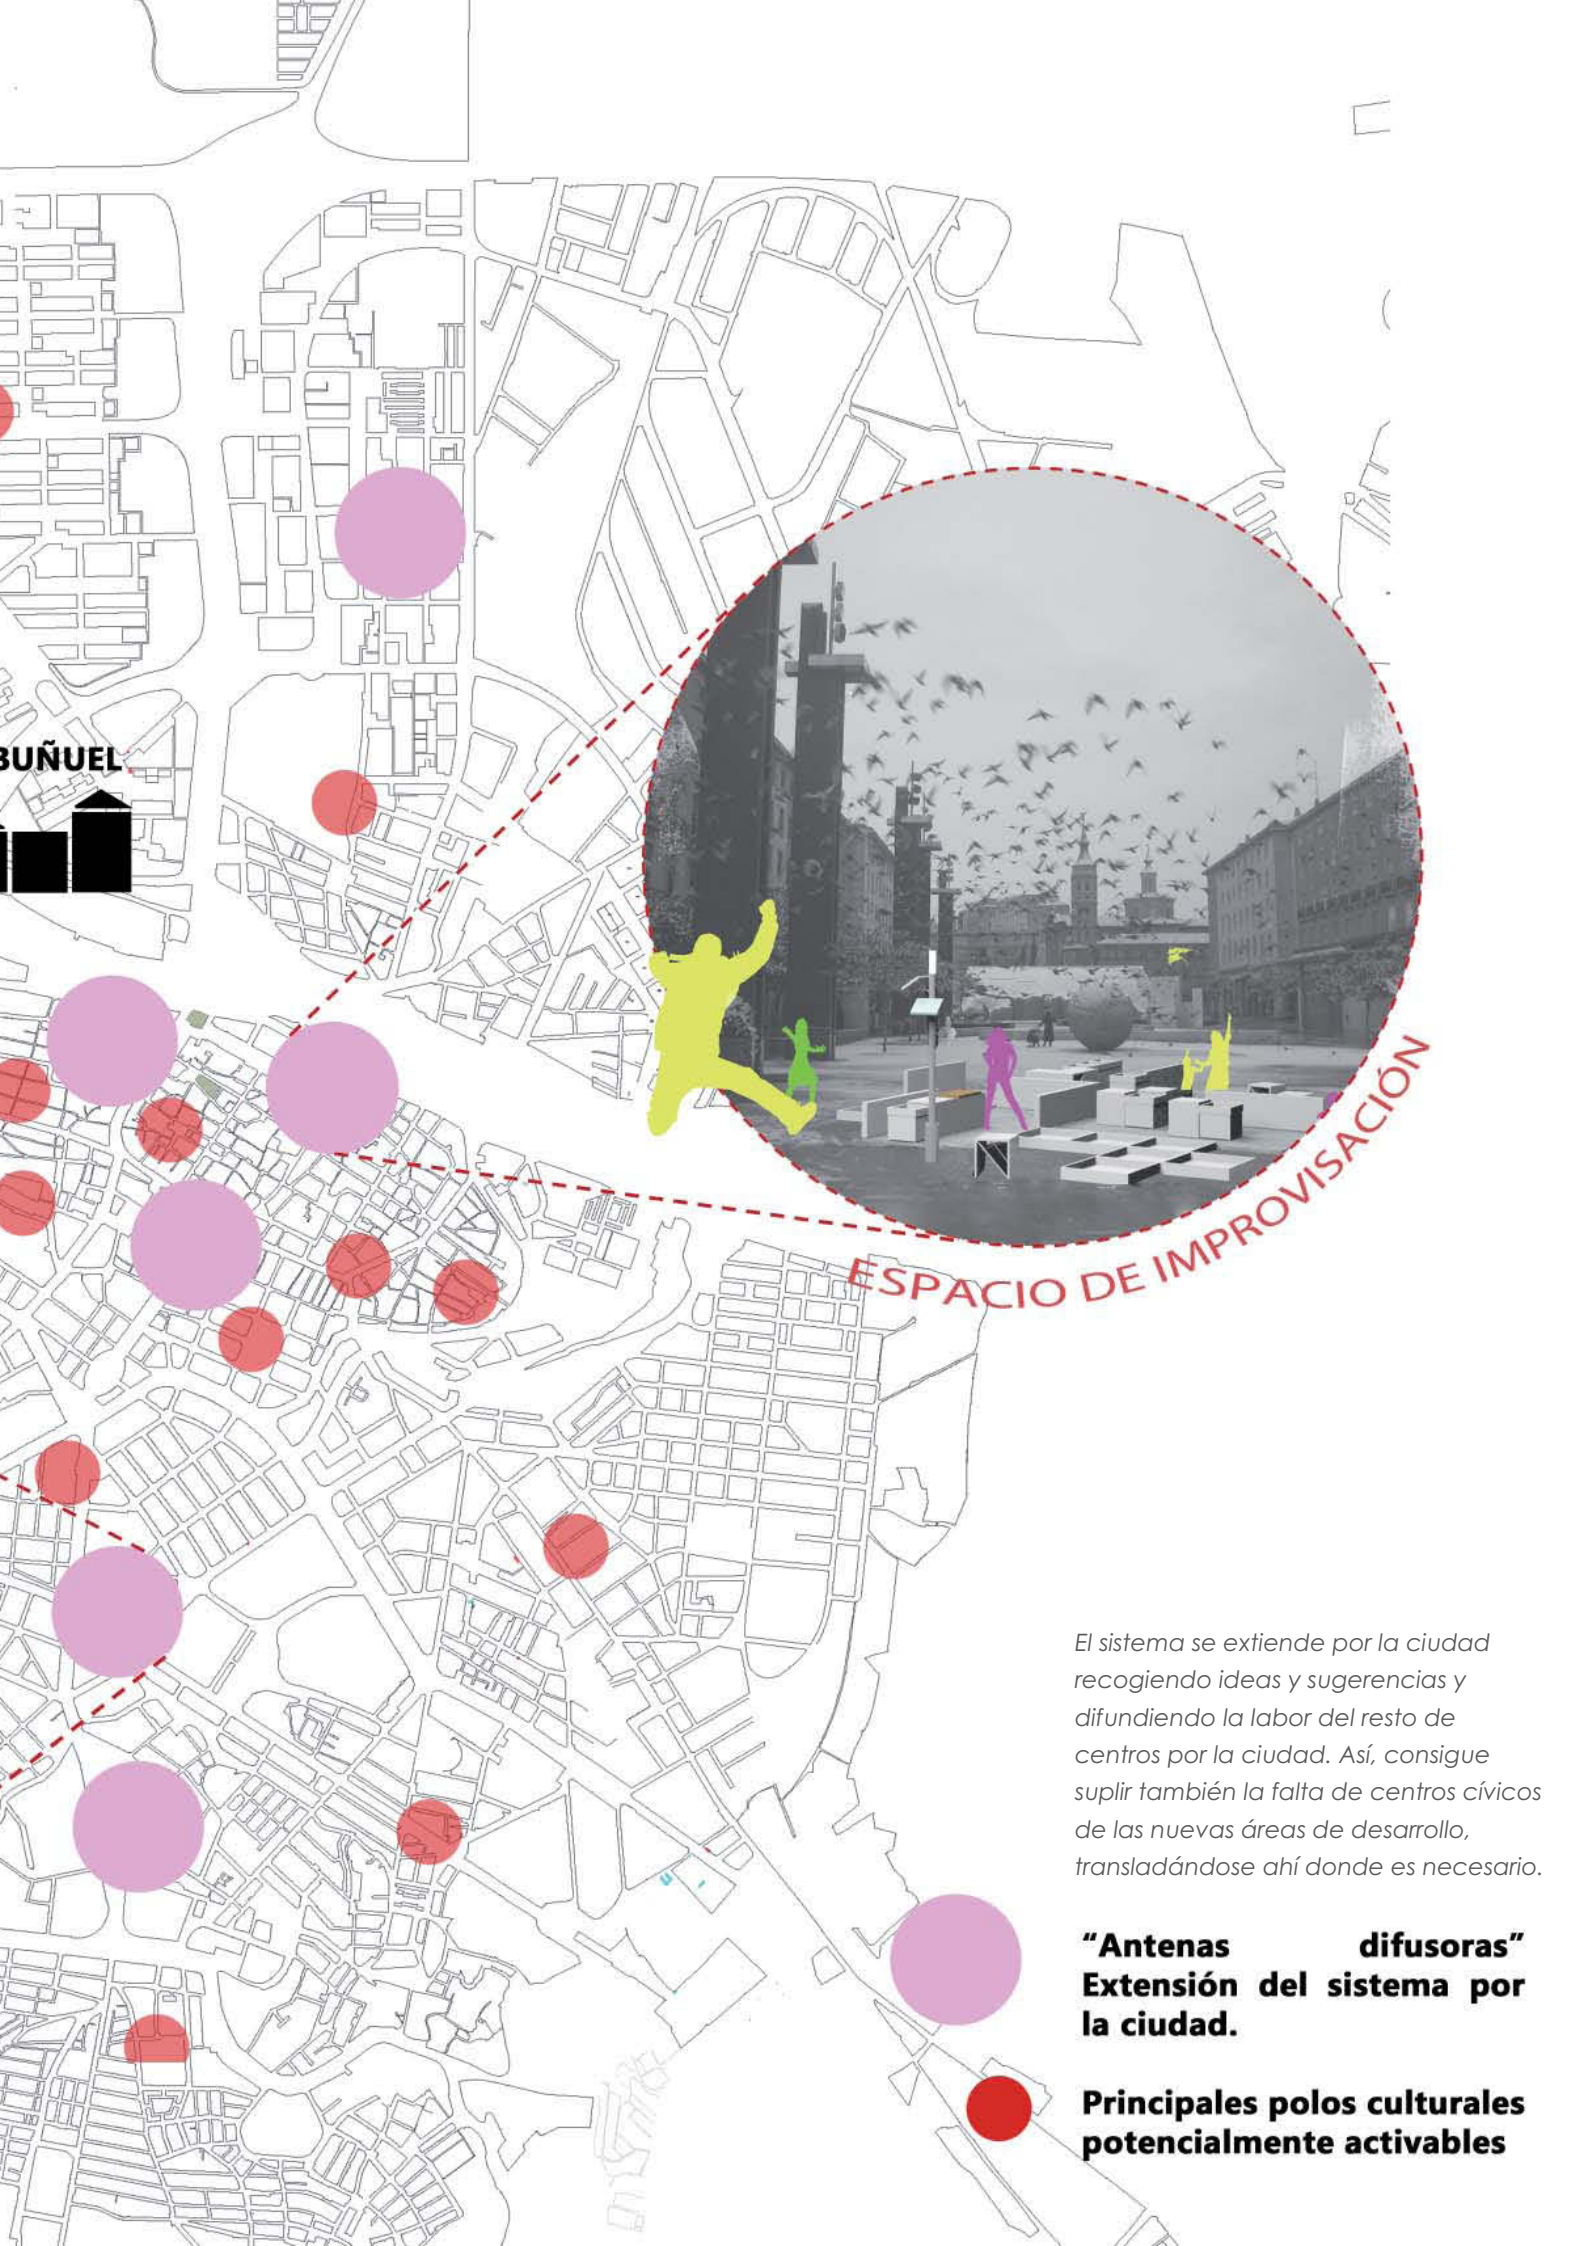 BUÑUEL
ESPACIO DE IMPROVISACIÓN
El sistema se extiende por la ciudad
recogiendo ideas y sugerencias y
difundiendo la labor del resto de
centros por la ciudad. Así, consigue
suplir también la falta de centros cívicos
de las nuevas áreas de desarrollo,
transladándose ahí donde es necesario.
“Antenas difusoras”
Extensión del sistema por
la ciudad.
Principales polos culturales
potencialmente activables